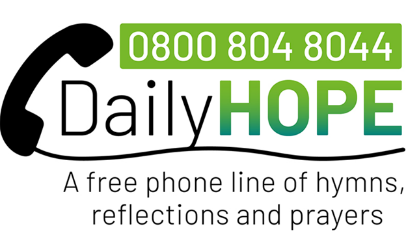 0800 804 8044
DailyHOPE
A free phone line of hymns,
reflections and prayers